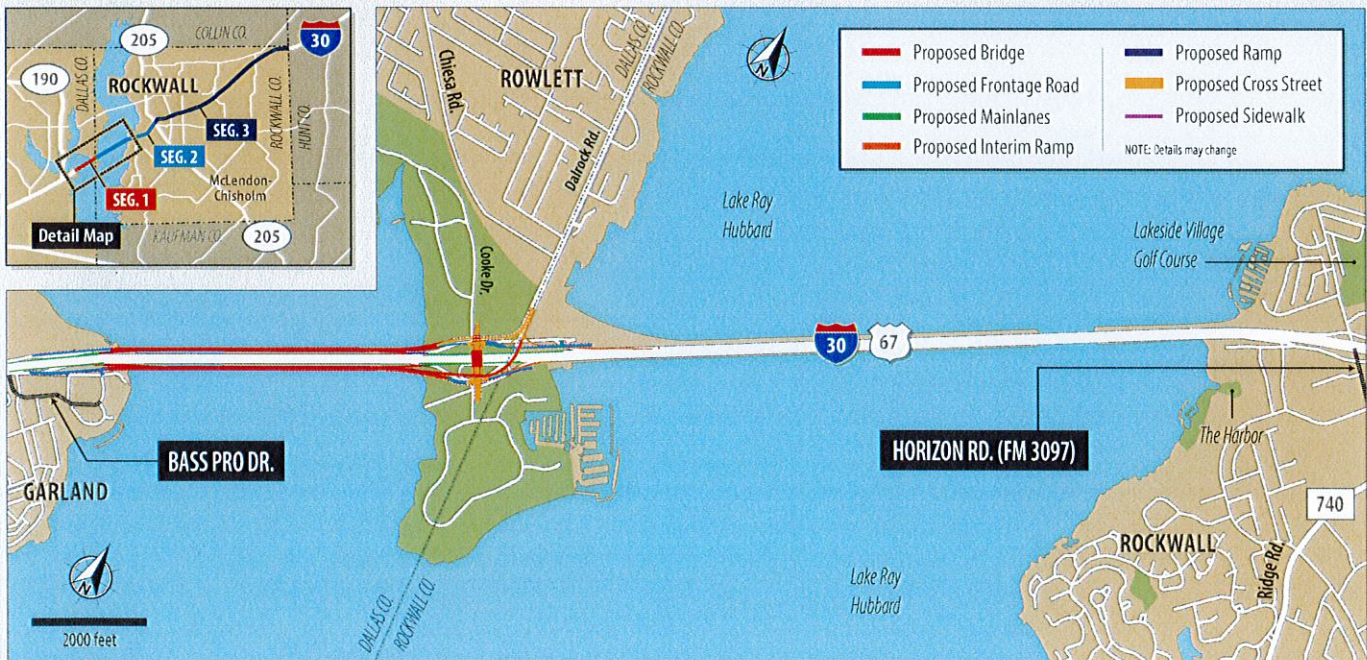 205
COLLIN CO.
30
190
DALLAS CO.
ROCKWALL
ROCKWALL CO.
HUNT CO.
SEG. 3
SEG. 2
SEG. 1
McLendon-
Chisholm
Detail Map
KAUFMAN CO.
205
Chiesa Rd.
ROWLETT
DALLAS CO.
ROCKWALL CO.
N
Dalrock Rd.
Proposed Bridge
Proposed Frontage Road
Proposed Mainlanes
Proposed Interim Ramp
Proposed Ramp
Proposed Cross Street
Proposed Sidewalk
NOTE: Details may change
Lake Ray
Hubbard
Lakeside Village
Golf Course
Cooke Dr.
30
67
BASS PRO DR.
GARLAND
HORIZON RD. (FM 3097)
The Harbor
740
ROCKWALL
Ridge Rd.
Lake Ray
Hubbard
N
2000 feet
DALLAS CO.
ROCKWALL CO.